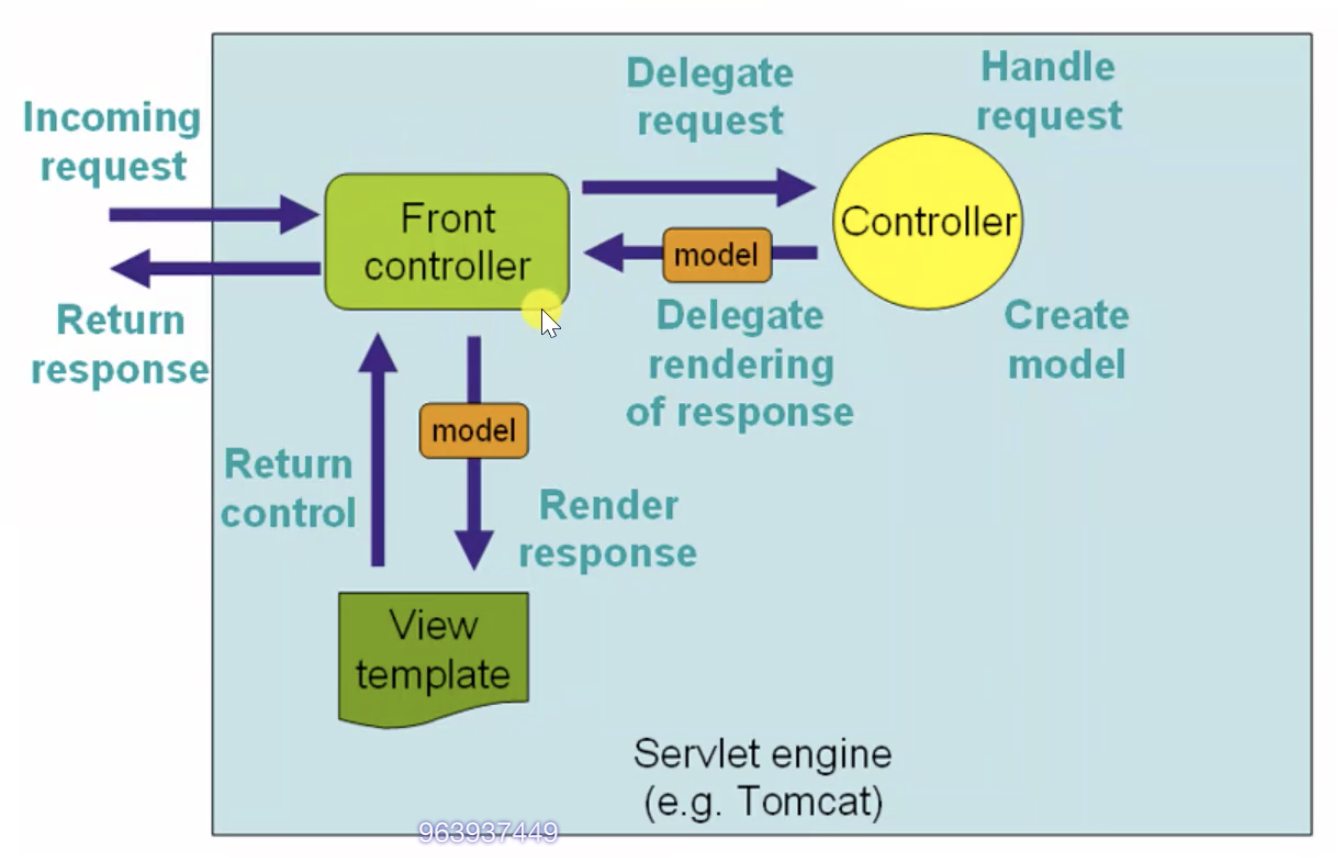 Incoming
request
Return
response
Front
controller
Delegate
request
Handle
request
Controller
model
Delegate
rendering
of response
Create
model
Return
control
model
Render
response
View
template
Servlet engine
(e.g. Tomcat)
963937449